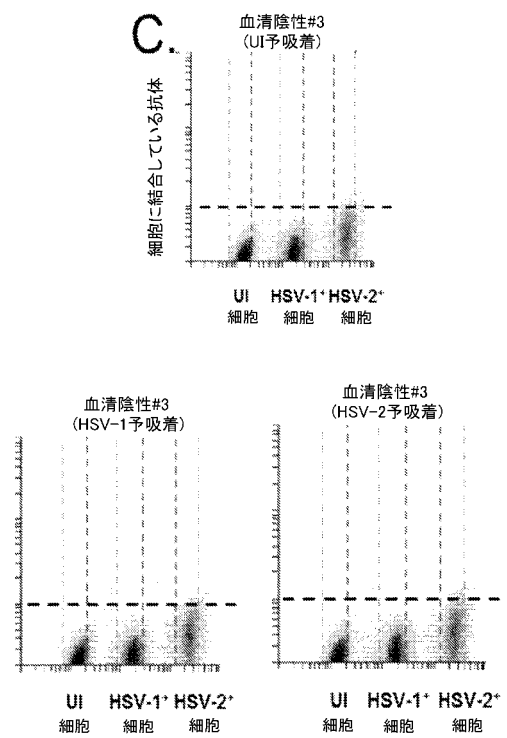 C.
血清陰性#3
(UI予吸着)
細胞に結合している抗体
UI HSV-1+ HSV-2+
細胞 細胞 細胞
血清陰性#3
(HSV-1予吸着)
UI HSV-1+ HSV-2+
細胞 細胞 細胞
血清陰性#3
(HSV-2予吸着)
UI HSV-1+ HSV-2+
細胞 細胞 細胞